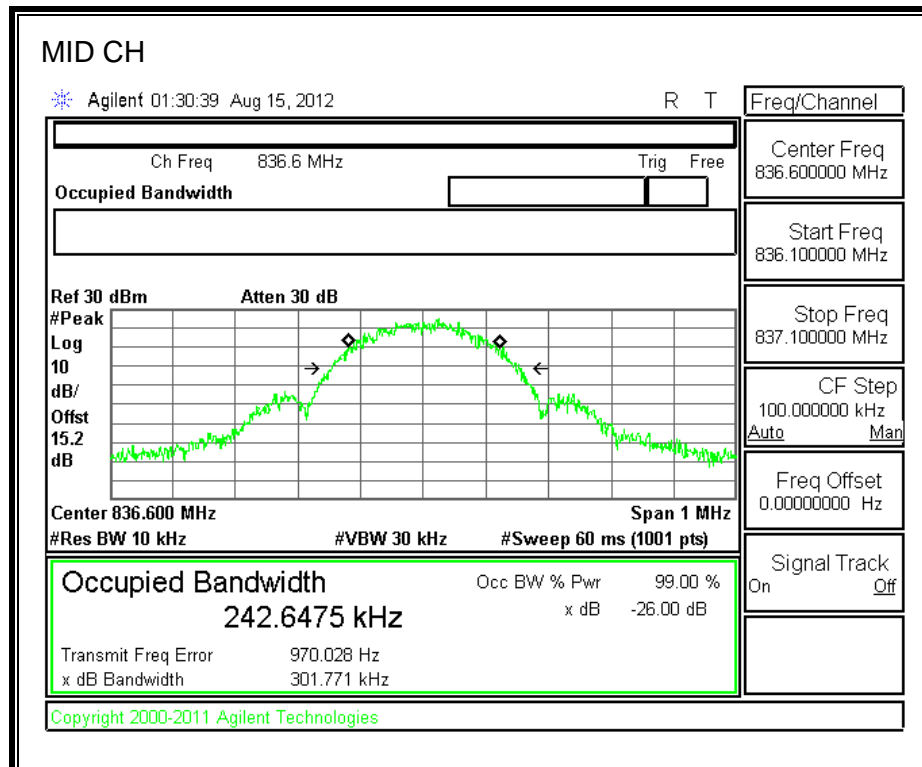 MID CH
Agilent 01:30:39 Aug 15, 2012 R T
Ch Freq 836.6 MHz Trig Free
Occupied Bandwidth
Ref 30 dBm Atten 30 dB
#Peak
Log
10
dB/
Offst
15.2
dB
Center 836.600 MHz Span 1 MHz
#Res BW 10 kHz #VBW 30 kHz #Sweep 60 ms (1001 pts)
Occupied Bandwidth Occ BW % Pwr 99.00 %
242.6475 kHz x dB -26.00 dB
Transmit Freq Error 970.028 Hz
x dB Bandwidth 301.771 kHz
Copyright 2000-2011 Agilent Technologies
Freq/Channel
Center Freq
836.600000 MHz
Start Freq
836.100000 MHz
Stop Freq
837.100000 MHz
CF Step
100.000000 kHz
Auto Man
Freq Offset
0.00000000 Hz
Signal Track
On Off